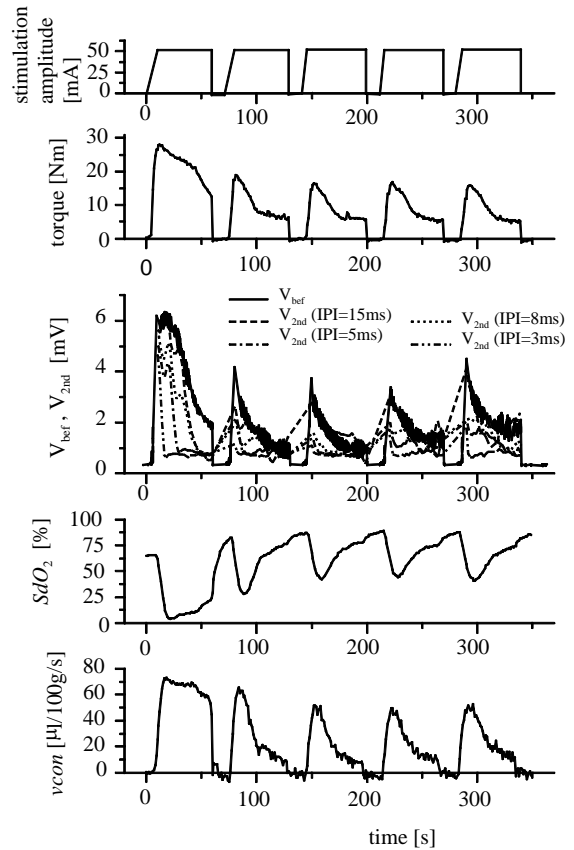 stimulation
amplitude
[mA]
50
25
0
0 100 200 300
torque [Nm]
30
20
10
0
0 100 200 300
V_bef , V_2nd [mV]
6
4
2
0
V_bef
V_2nd (IPI=15ms)
V_2nd (IPI=5ms)
V_2nd (IPI=8ms)
V_2nd (IPI=3ms)
0 100 200 300
SdO_2 [%]
100
75
50
25
0
0 100 200 300
vcon [µl/100g/s]
80
60
40
20
0
0 100 200 300
time [s]